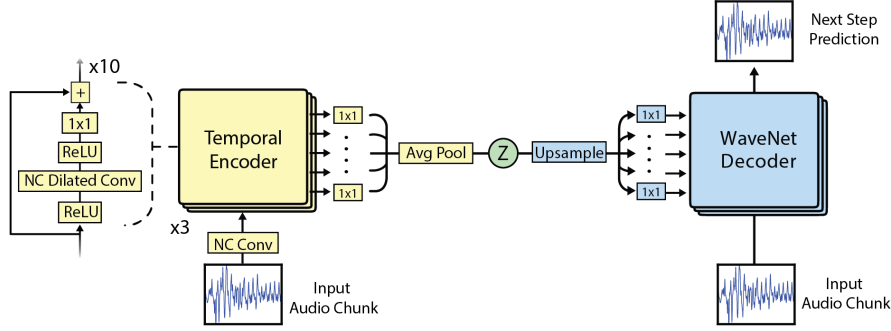 x10
+
1x1
ReLU
NC Dilated Conv
ReLU
Temporal
Encoder
x3
NC Conv
Input
Audio Chunk
1x1
1x1
Avg Pool
Z
Upsample
1x1
1x1
WaveNet
Decoder
Next Step
Prediction
Input
Audio Chunk